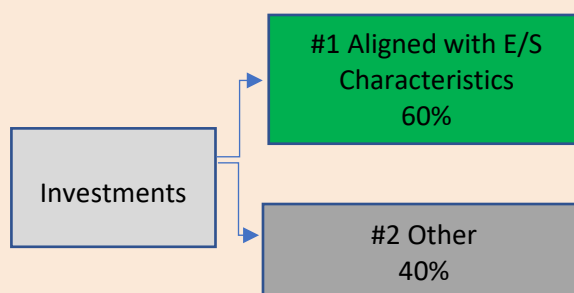 #1 Aligned with E/S
Characteristics
60%
Investments
#2 Other
40%